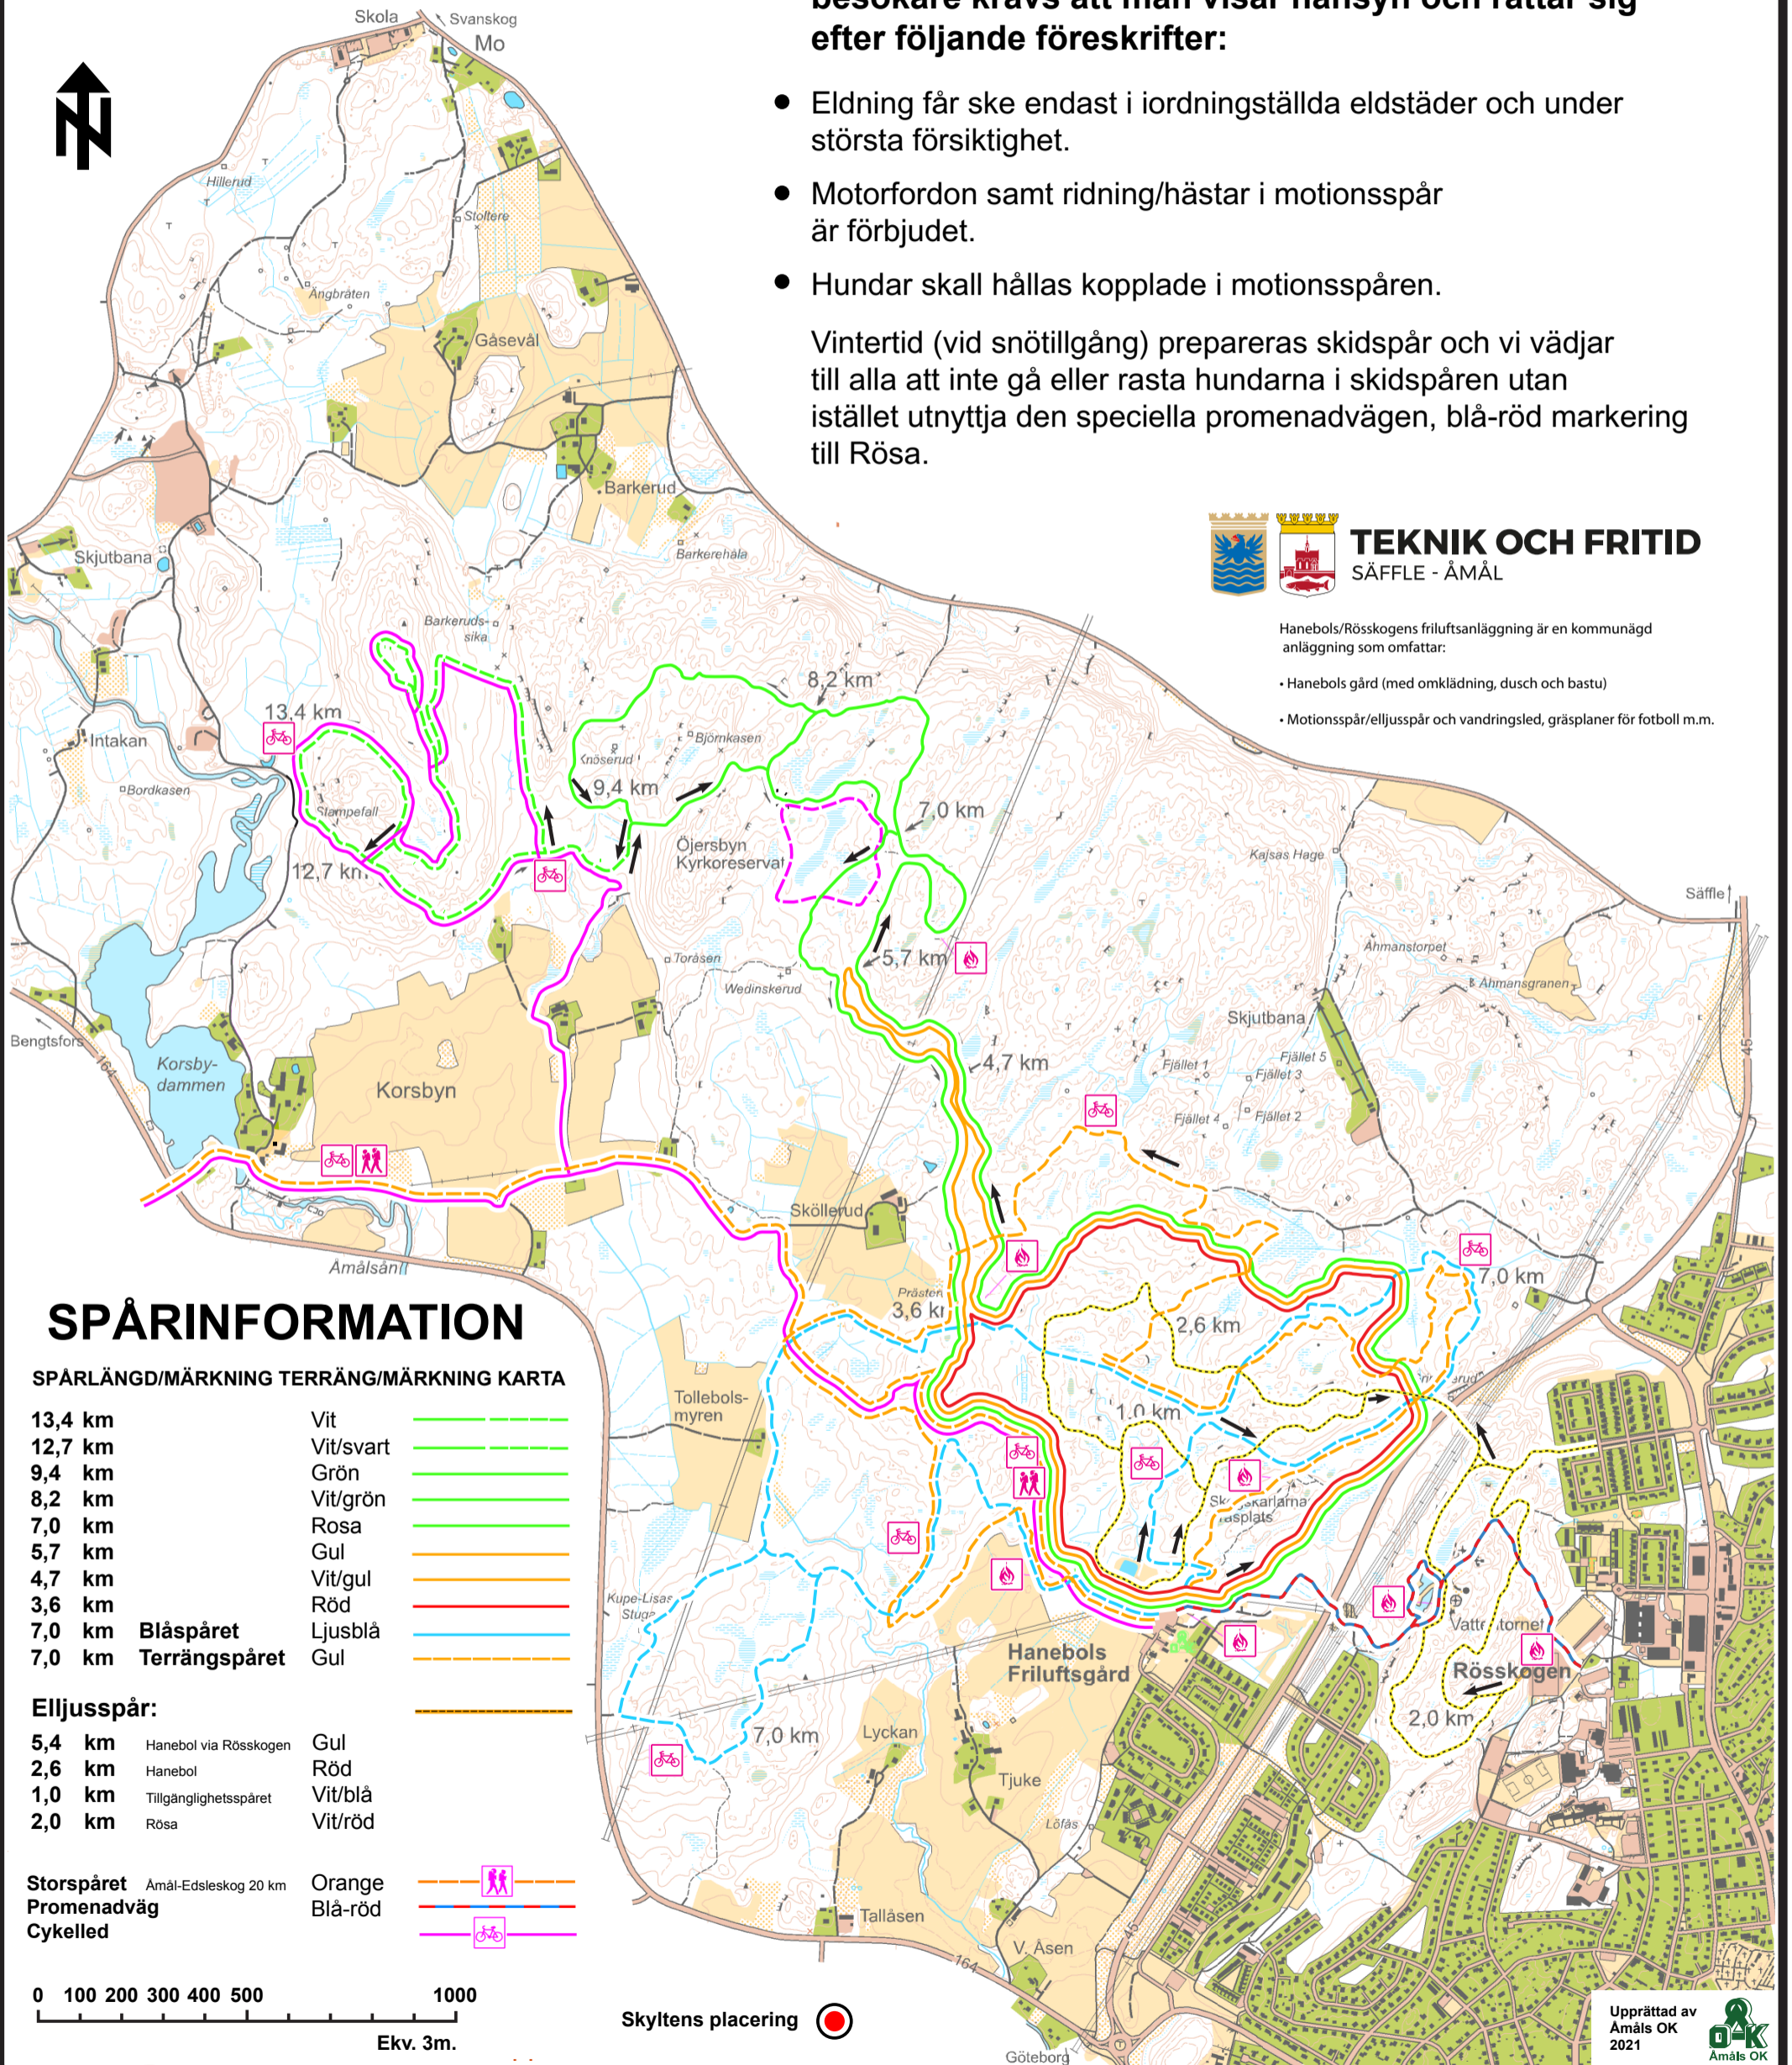 besökare krävs att man visar hänsyn och rättar sig
efter följande föreskrifter:
• Eldning får ske endast i iordningställda eldstäder och under
största försiktighet.
• Motorfordon samt ridning/hästar i motionsspår
är förbjudet.
• Hundar skall hållas kopplade i motionsspåren.
Vintertid (vid snötillgång) prepareras skidspår och vi vädjar
till alla att inte gå eller rasta hundarna i skidspåren utan
istället utnyttja den speciella promenadvägen, blå-röd markering
till Rösa.
TEKNIK OCH FRITID
SÄFFLE - ÅMÅL
Hanebols/Rösskogens friluftsanläggning är en kommunägd
anläggning som omfattar:
• Hanebols gård (med omklädning, dusch och bastu)
• Motionsspår/elljusspår och vandringsled, gräsplaner för fotboll m.m.
Skola
Svanskog
Mo
N
Hillerud
Stoltere
Ängbråten
Gåsevål
Barkerud
Barkerehåla
Skjutbana
Barkeruds-
sika
8,2 km
13,4 km
Intakan
Björnkasen
Knöserud
Bordkasen
9,4 km
Stampefall
7,0 km
Öjersbyn
Kyrkoreservat
Kajsas Hage
12,7 km
Säffle
Åhmanstorpet
5,7 km
Toråsen
Wedinskerud
Åhmansgranen
Skjutbana
Bengtsfors
164
Korsby-
dammen
45
Fjället 5
4,7 km
Fjället 1
Fjället 3
Korsbyn
Fjället 4
Fjället 2
Sköllerud
Åmålsån
7,0 km
3,6 km
2,6 km
Tollebols-
myren
1,0 km
Skogskarlarnas
rastplats
Kupe-Lisas
Stuga
Vattentornet
Hanebols
Friluftsgård
Rösskogen
2,0 km
7,0 km
Lyckan
Tjuke
Löfås
Tallåsen
V. Åsen
45
164
Göteborg
SPÅRINFORMATION
SPÅRLÄNGD/MÄRKNING TERRÄNG/MÄRKNING KARTA
13,4 km Vit
12,7 km Vit/svart
9,4 km Grön
8,2 km Vit/grön
7,0 km Rosa
5,7 km Gul
4,7 km Vit/gul
3,6 km Röd
7,0 km Blåspåret Ljusblå
7,0 km Terrängspåret Gul
Elljusspår:
5,4 km Hanebol via Rösskogen Gul
2,6 km Hanebol Röd
1,0 km Tillgänglighetsspåret Vit/blå
2,0 km Rösa Vit/röd
Storspåret Åmål-Edsleskog 20 km Orange
Promenadväg Blå-röd
Cykelled
0 100 200 300 400 500 1000
Ekv. 3m.
Skyltens placering
Upprättad av
Åmåls OK
2021
OK
Åmåls OK